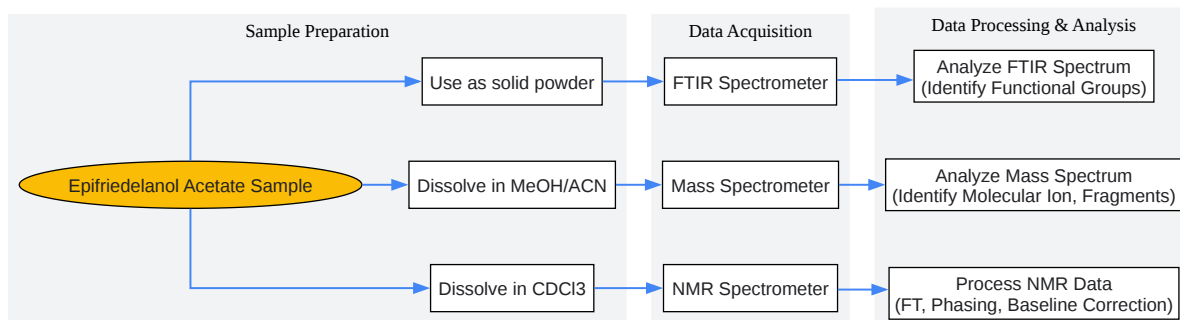 Sample Preparation
Data Acquisition
Data Processing & Analysis
Use as solid powder
FTIR Spectrometer
Analyze FTIR Spectrum
(Identify Functional Groups)
Epifriedelanol Acetate Sample
Dissolve in MeOH/ACN
Mass Spectrometer
Analyze Mass Spectrum
(Identify Molecular Ion, Fragments)
Dissolve in CDCl3
NMR Spectrometer
Process NMR Data
(FT, Phasing, Baseline Correction)